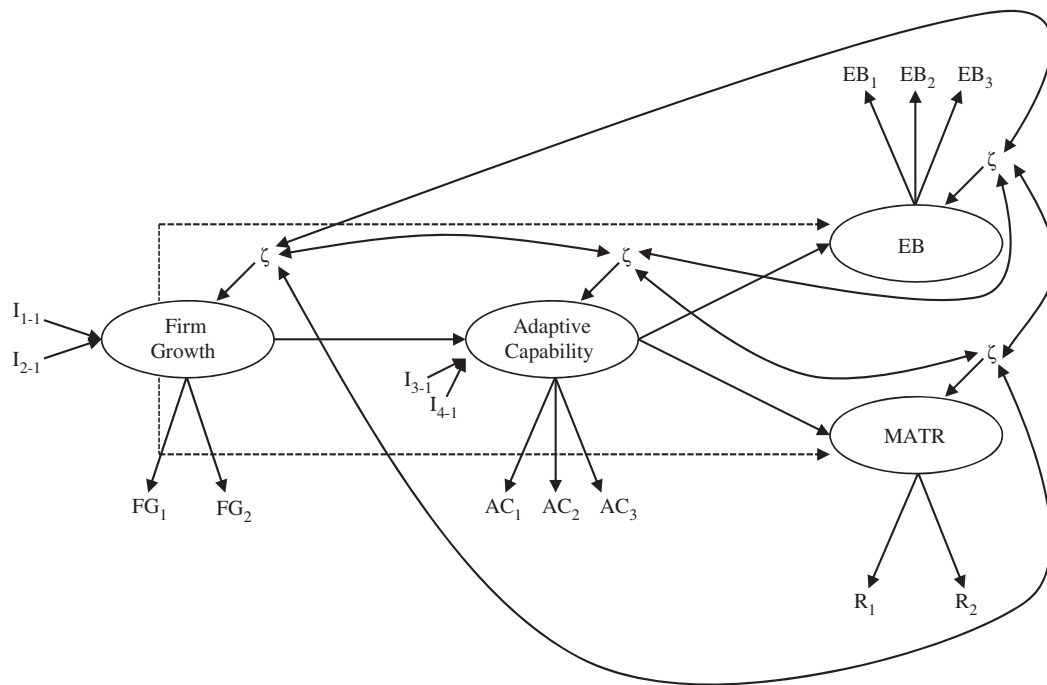 EB₁ EB₂ EB₃
ζ
EB
ζ ζ
I₁₋₁
I₂₋₁
Firm
Growth
Adaptive
Capability
I₃₋₁
I₄₋₁
ζ
MATR
FG₁ FG₂
AC₁ AC₂ AC₃
R₁ R₂